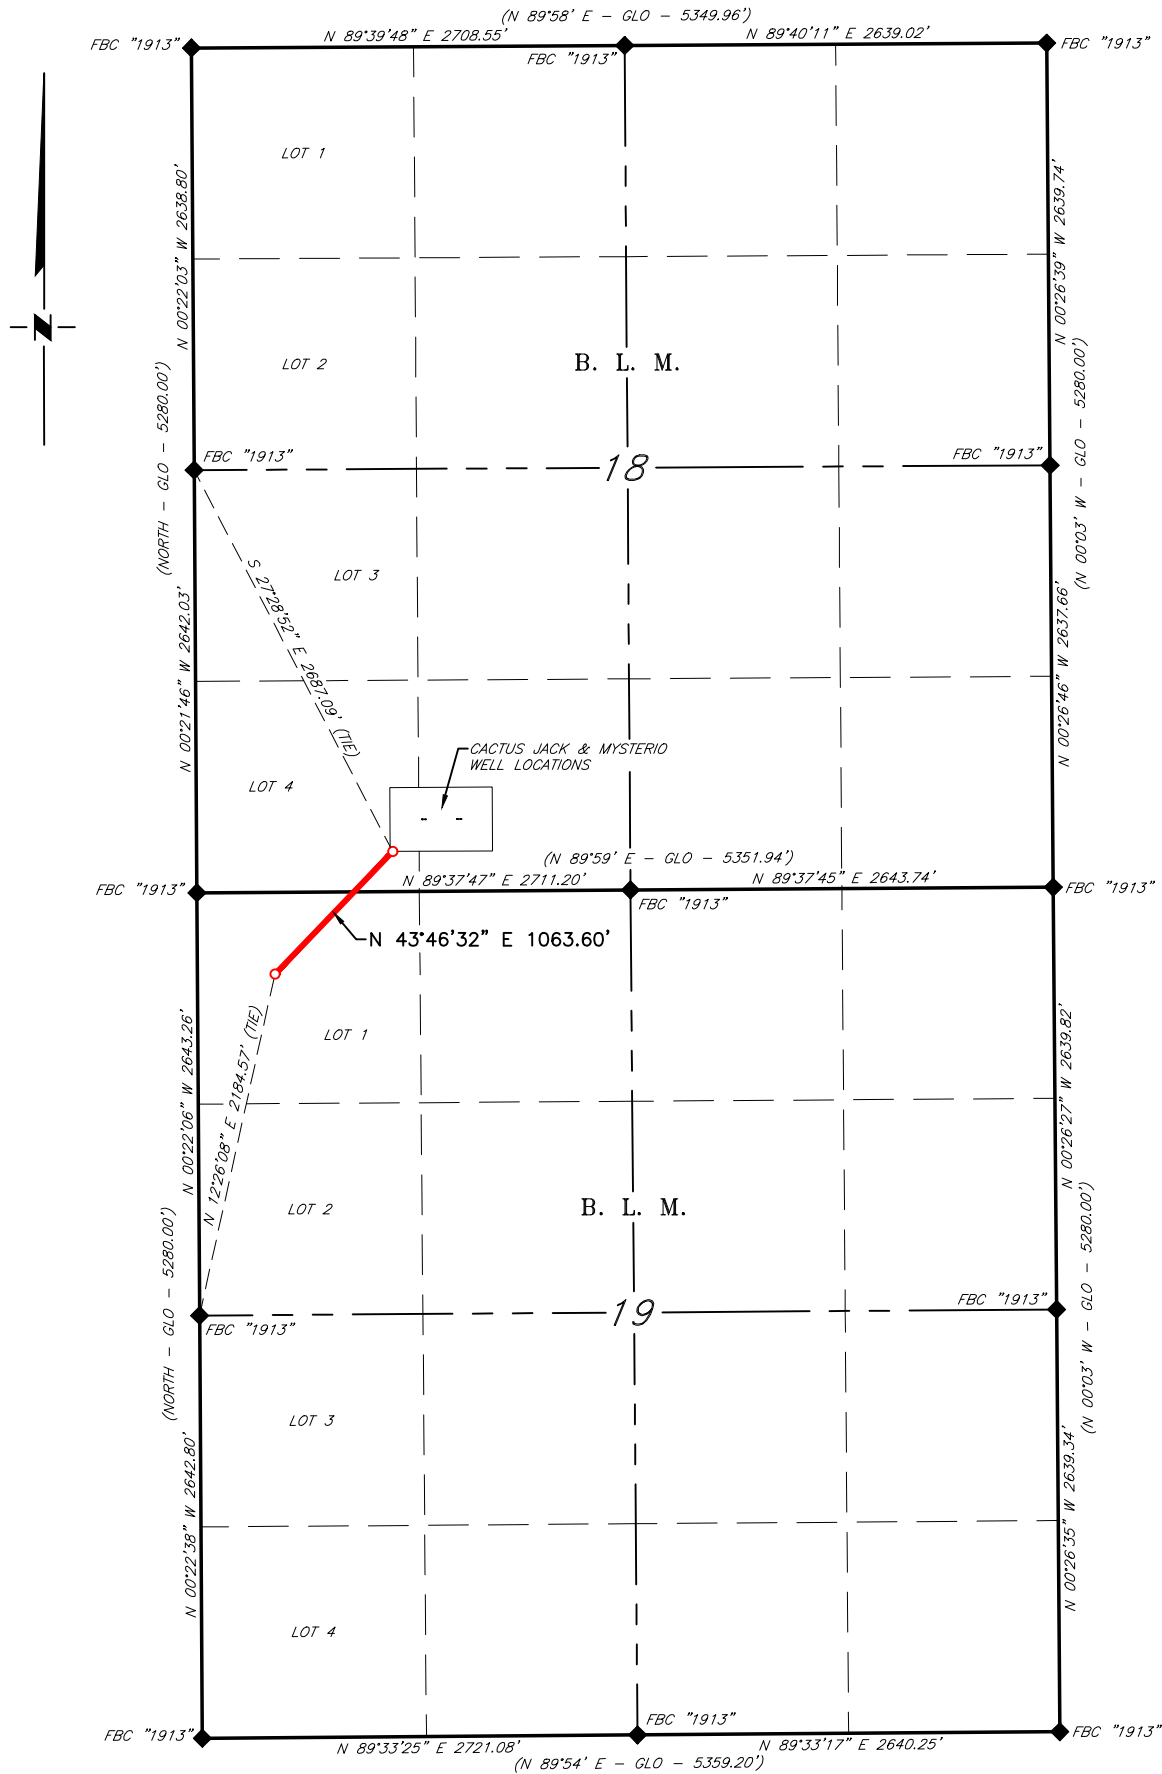 (N 89°58' E - GLO - 5349.96')
N 89°39'48" E 2708.55'
N 89°40'11" E 2639.02'
FBC "1913"
FBC "1913"
FBC "1913"
LOT 1
N 00°22'03" W 2638.80'
N 00°26'39" W 2639.74'
N
LOT 2
B. L. M.
(NORTH - GLO - 5280.00')
(N 00°03' W - GLO - 5280.00')
FBC "1913"
18
FBC "1913"
LOT 3
S 27°28'52" E 2687.09' (TIE)
N 00°21'46" W 2642.03'
N 00°26'46" W 2637.66'
CACTUS JACK & MYSTERIO
WELL LOCATIONS
LOT 4
(N 89°59' E - GLO - 5351.94')
N 89°37'47" E 2711.20'
N 89°37'45" E 2643.74'
FBC "1913"
FBC "1913"
FBC "1913"
N 43°46'32" E 1063.60'
LOT 1
N 12°26'08" E 2184.57' (TIE)
N 00°22'06" W 2643.26'
N 00°26'27" W 2639.82'
LOT 2
B. L. M.
(NORTH - GLO - 5280.00')
(N 00°03' W - GLO - 5280.00')
FBC "1913"
19
FBC "1913"
LOT 3
N 00°22'38" W 2642.80'
N 00°26'35" W 2639.34'
LOT 4
FBC "1913"
FBC "1913"
FBC "1913"
N 89°33'25" E 2721.08'
N 89°33'17" E 2640.25'
(N 89°54' E - GLO - 5359.20')